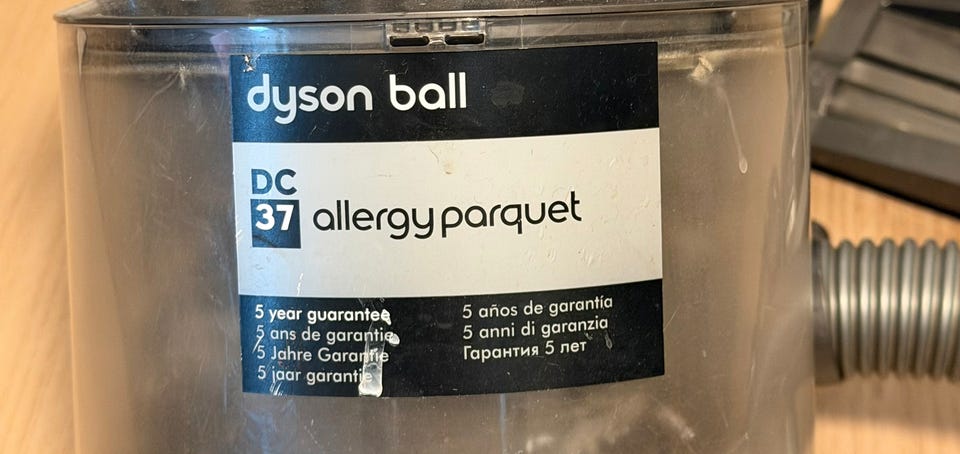 dyson ball
DC
37 allergy parquet
5 year guarantee
5 ans de garantie
5 Jahre Garantie
5 jaar garantie
5 años de garantía
5 anni di garanzia
Гарантия 5 лет